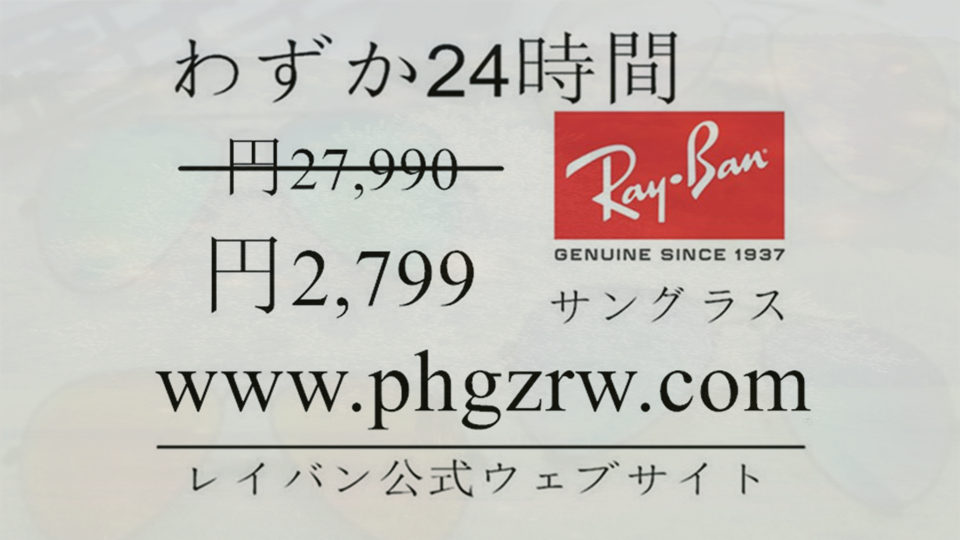 わずか24時間
円27,990
円2,799
Ray-Ban
GENUINE SINCE 1937
サングラス
www.phgzrw.com
レイバン公式ウェブサイト